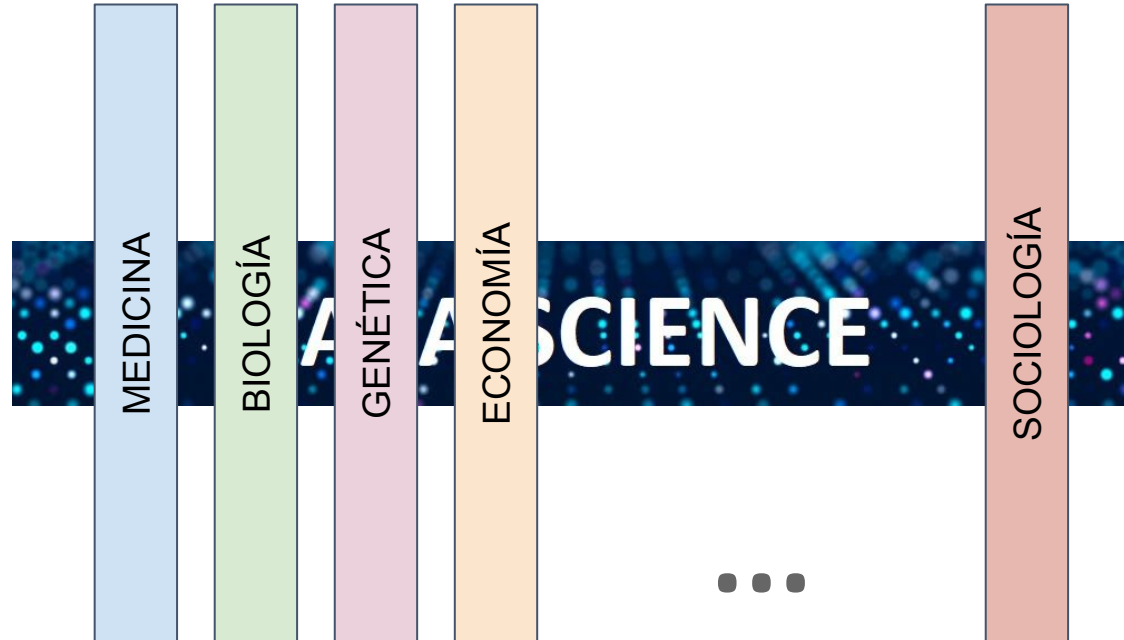 MEDICINA
BIOLOGÍA
GENÉTICA
ECONOMÍA
SCIENCE
SOCIOLOGÍA
...